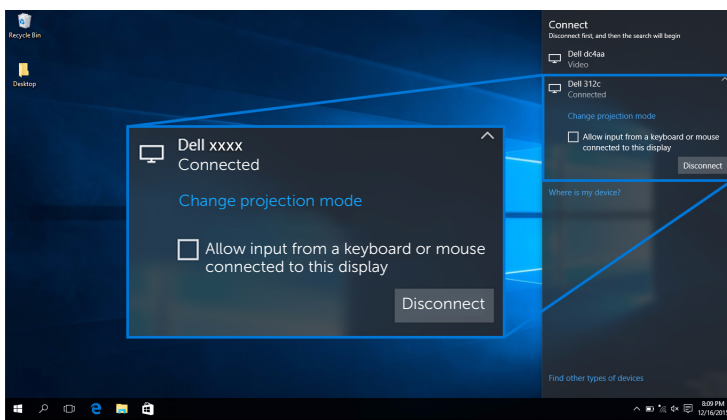 Recycle Bin
Desktop
Dell xxxx
Connected
Change projection mode
Allow input from a keyboard or mouse
connected to this display
Disconnect
Connect
Disconnect first, and then the search will begin
Dell dc4aa
Video
Dell 312c
Connected
Change projection mode
Allow input from a keyboard or mouse
connected to this display
Disconnect
Where is my device?
Find other types of devices
8:09 PM
12/16/201